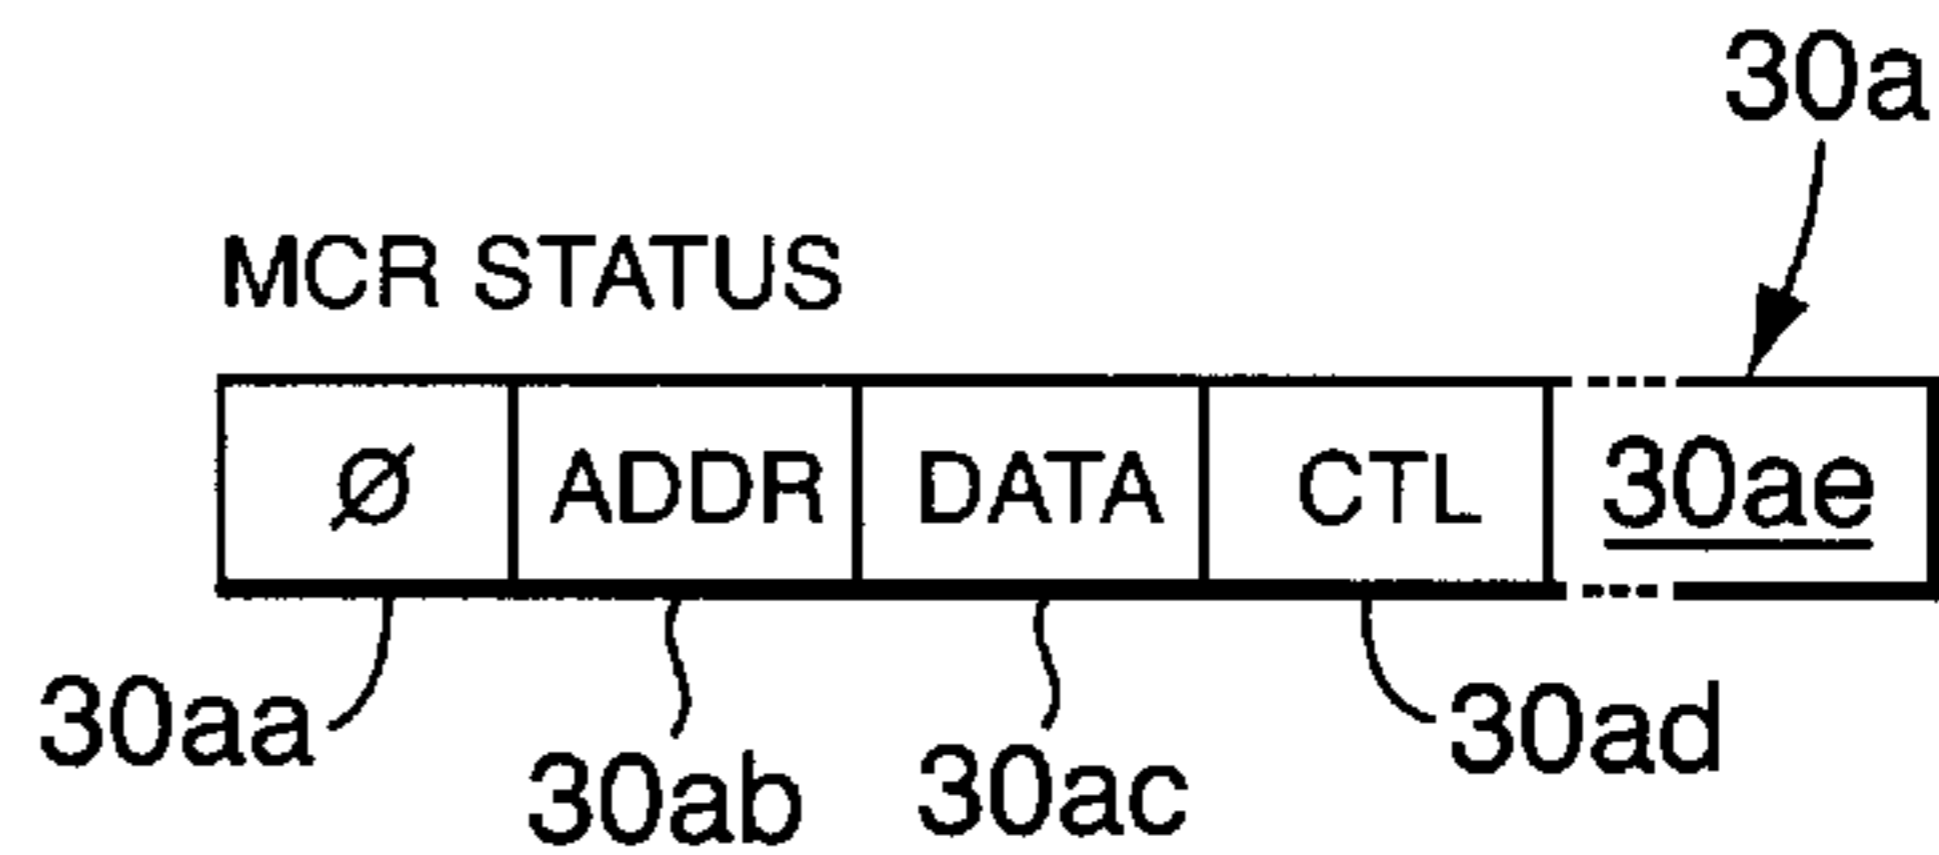 30a
MCR STATUS
Ø ADDR DATA CTL 30ae
30aa 30ab 30ac 30ad